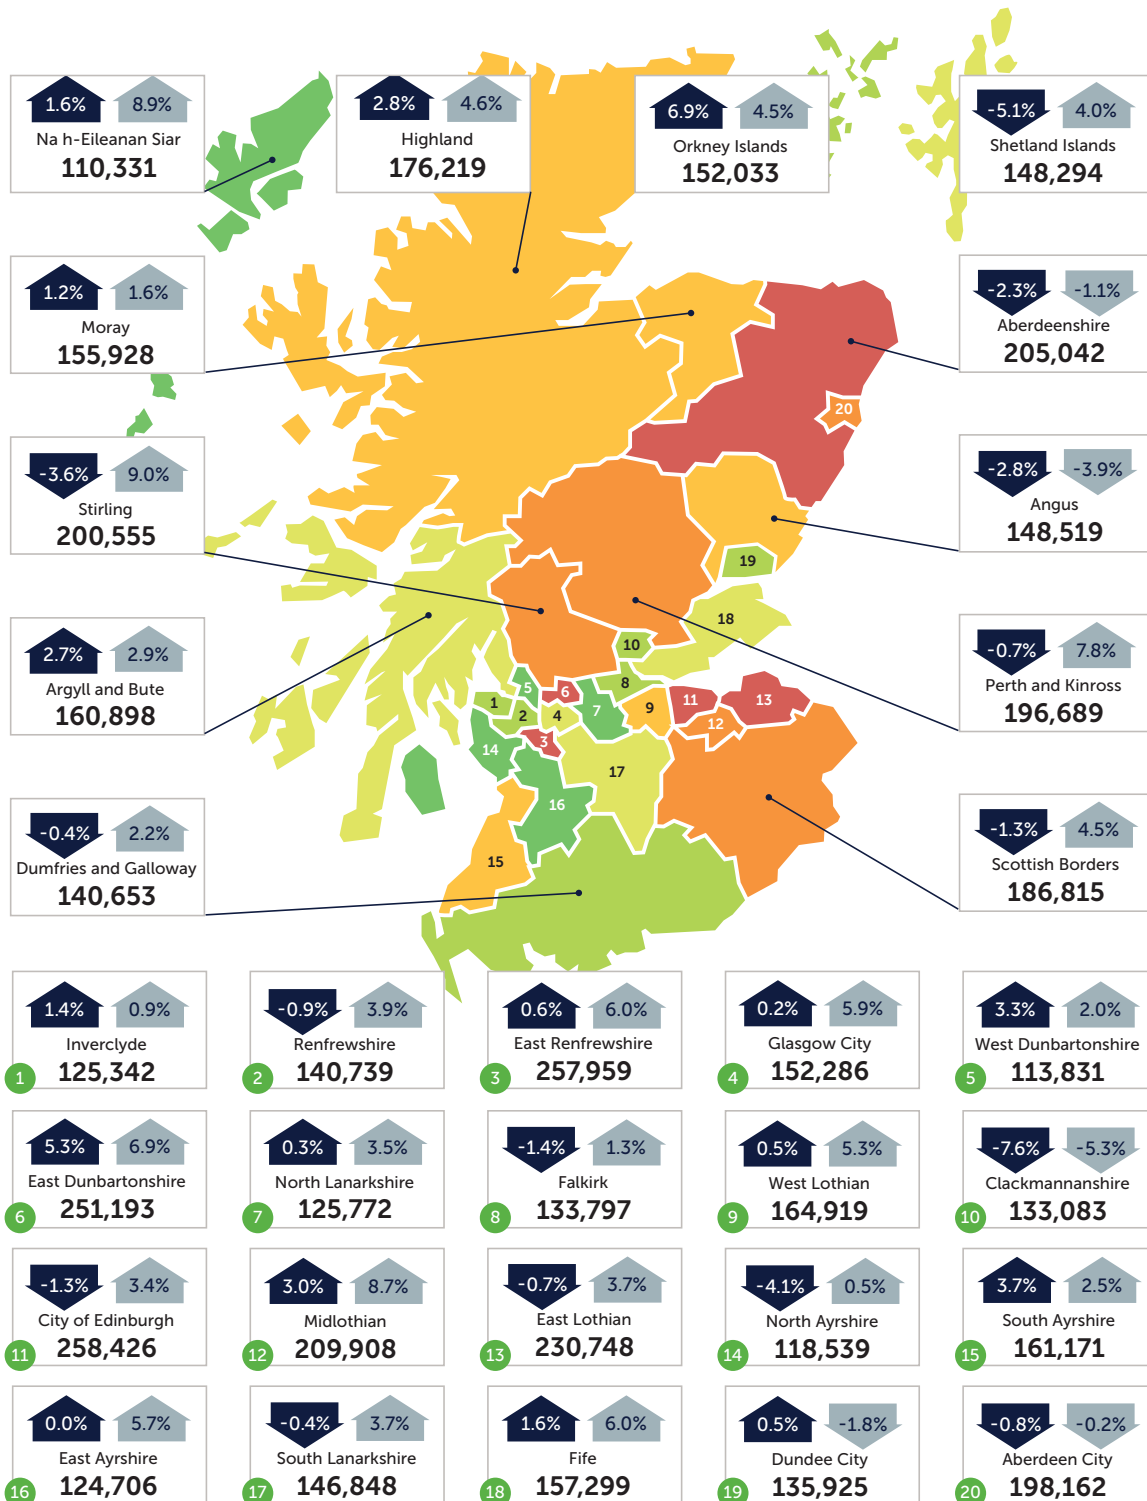 1.6% 8.9%
Na h-Eileanan Siar
110,331
2.8% 4.6%
Highland
176,219
6.9% 4.5%
Orkney Islands
152,033
-5.1% 4.0%
Shetland Islands
148,294
1.2% 1.6%
Moray
155,928
-2.3% -1.1%
Aberdeenshire
205,042
-3.6% 9.0%
Stirling
200,555
-2.8% -3.9%
Angus
148,519
2.7% 2.9%
Argyll and Bute
160,898
-0.7% 7.8%
Perth and Kinross
196,689
-0.4% 2.2%
Dumfries and Galloway
140,653
-1.3% 4.5%
Scottish Borders
186,815
20
19
18
10
8
5
6
1
7
9
11
13
2
4
12
3
14
17
16
15
1.4% 0.9%
Inverclyde
1 125,342
-0.9% 3.9%
Renfrewshire
2 140,739
0.6% 6.0%
East Renfrewshire
3 257,959
0.2% 5.9%
Glasgow City
4 152,286
3.3% 2.0%
West Dunbartonshire
5 113,831
5.3% 6.9%
East Dunbartonshire
6 251,193
0.3% 3.5%
North Lanarkshire
7 125,772
-1.4% 1.3%
Falkirk
8 133,797
0.5% 5.3%
West Lothian
9 164,919
-7.6% -5.3%
Clackmannanshire
10 133,083
-1.3% 3.4%
City of Edinburgh
11 258,426
3.0% 8.7%
Midlothian
12 209,908
-0.7% 3.7%
East Lothian
13 230,748
-4.1% 0.5%
North Ayrshire
14 118,539
3.7% 2.5%
South Ayrshire
15 161,171
0.0% 5.7%
East Ayrshire
16 124,706
-0.4% 3.7%
South Lanarkshire
17 146,848
1.6% 6.0%
Fife
18 157,299
0.5% -1.8%
Dundee City
19 135,925
-0.8% -0.2%
Aberdeen City
20 198,162